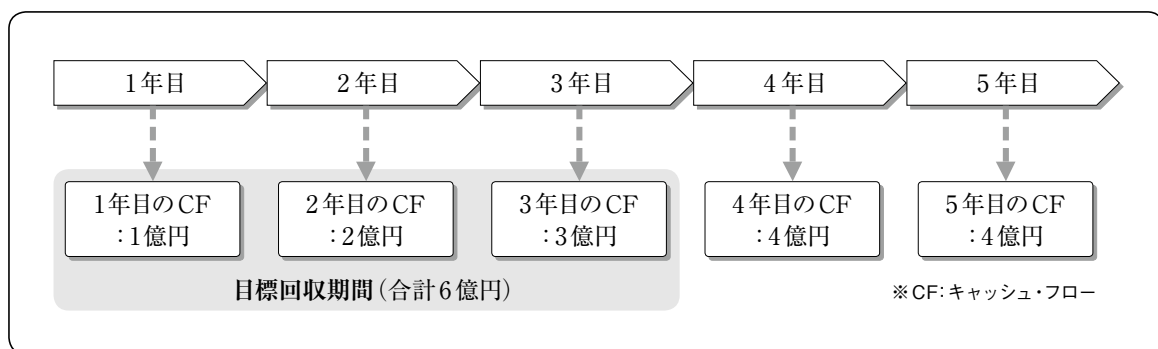 1年目
2年目
3年目
4年目
5年目
1年目のCF
:1億円
2年目のCF
:2億円
3年目のCF
:3億円
4年目のCF
:4億円
5年目のCF
:4億円
目標回収期間(合計6億円)
※CF:キャッシュ・フロー